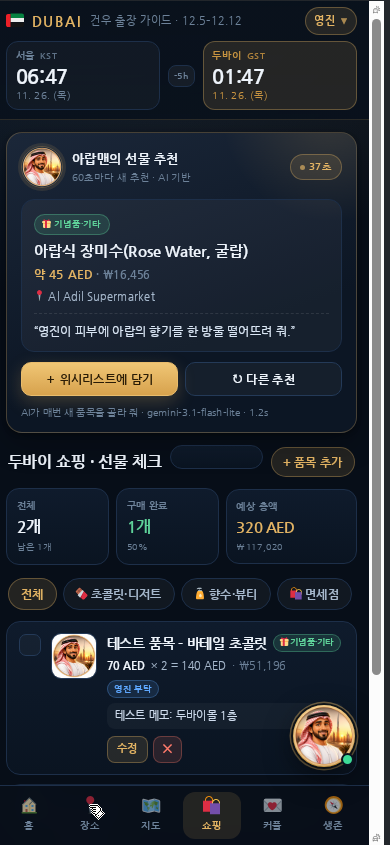 DUBAI 건우 출장 가이드 · 12.5–12.12
영진 ▼
서울 KST
06:47
11. 26. (목)
-5h
두바이 GST
01:47
11. 26. (목)
아랍맨의 선물 추천
60초마다 새 추천 · AI 기반
37초
기념품·기타
아랍식 장미수(Rose Water, 굴랍)
약 45 AED · ₩16,456
Al Adil Supermarket
“영진이 피부에 아랍의 향기를 한 방울 떨어뜨려 줘.”
+ 위시리스트에 담기
↻ 다른 추천
AI가 매번 새 품목을 골라 줘 · gemini-3.1-flash-lite · 1.2s
두바이 쇼핑 · 선물 체크
+ 품목 추가
전체
2개
남은 1개
구매 완료
1개
50%
예상 총액
320 AED
₩117,020
전체
초콜릿·디저트
향수·뷰티
면세점
테스트 품목 - 바테일 초콜릿
기념품·기타
70 AED × 2 = 140 AED · ₩51,196
영진 부탁
테스트 메모: 두바이몰 1층
수정
✕
홈
장소
지도
쇼핑
커플
생존